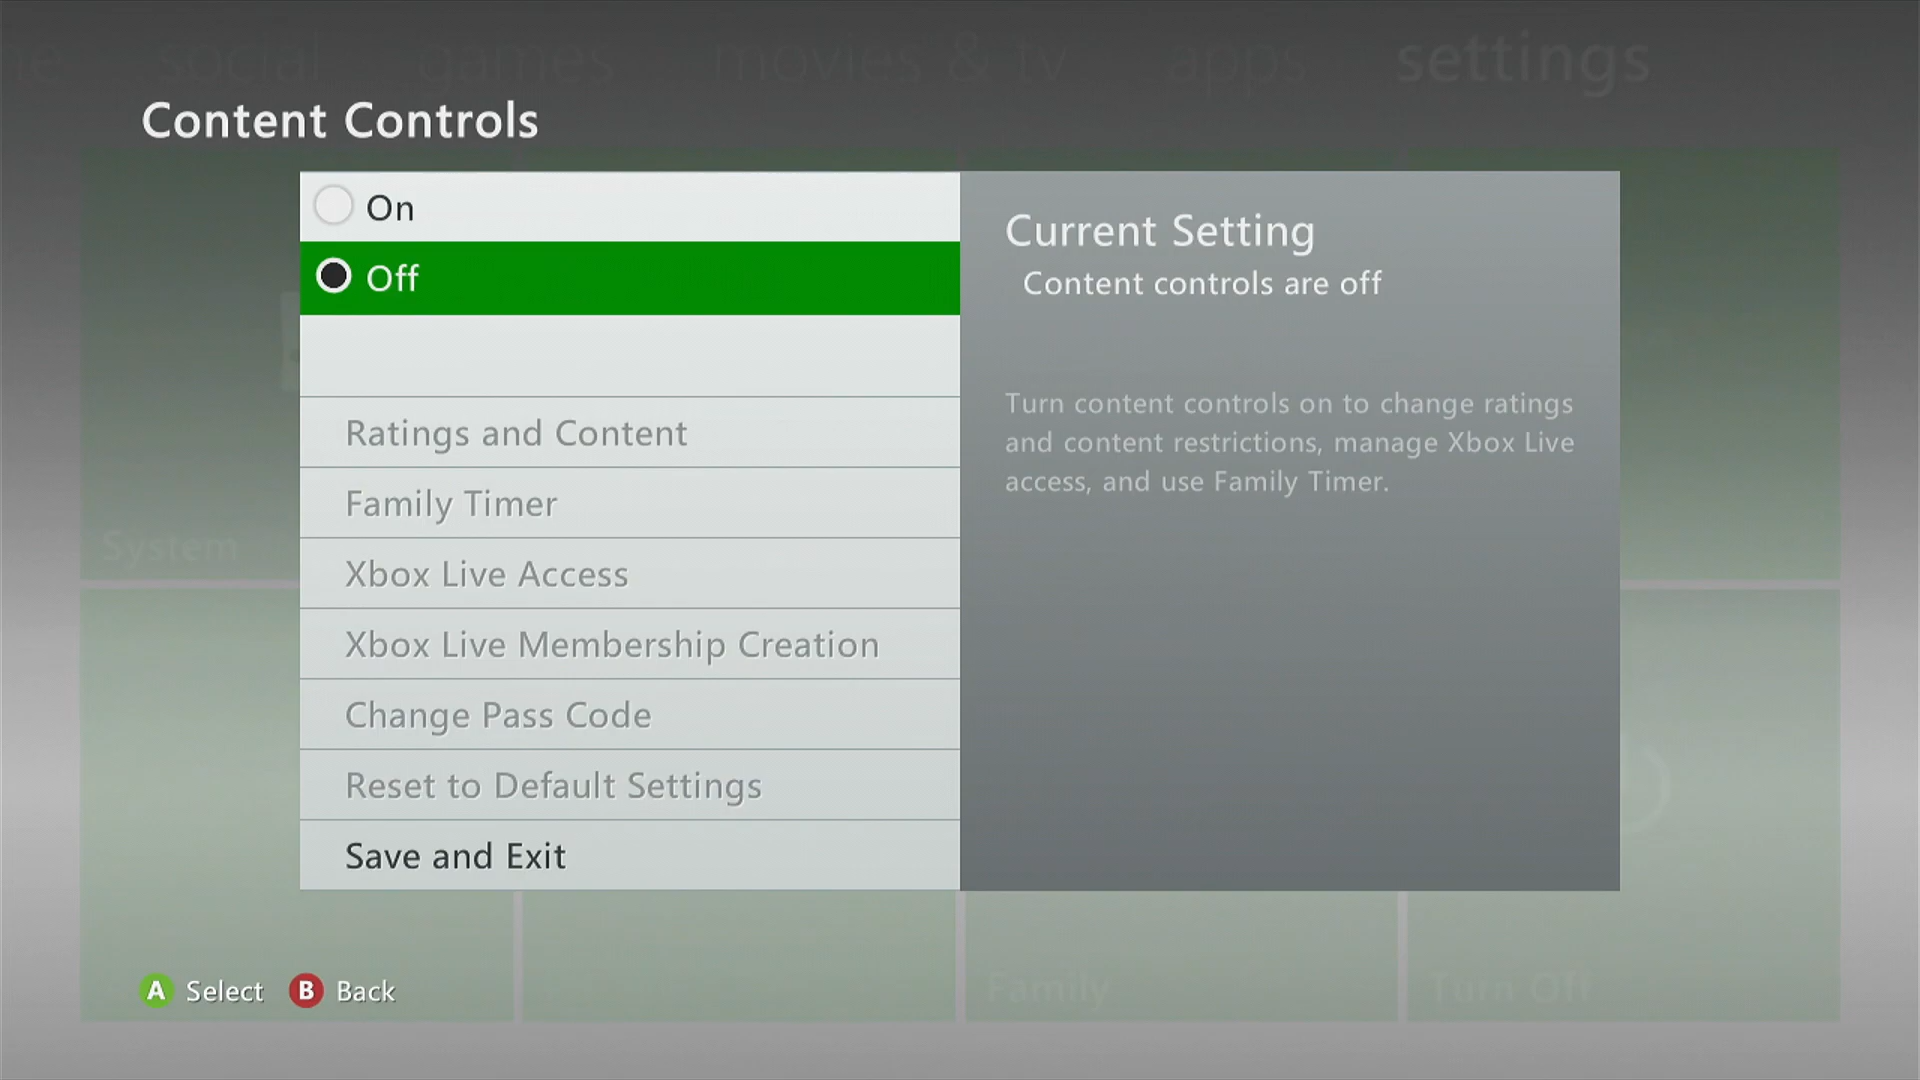 social games movies & tv apps settings
Content Controls
On
Off
Ratings and Content
Family Timer
Xbox Live Access
Xbox Live Membership Creation
Change Pass Code
Reset to Default Settings
Save and Exit
Current Setting
Content controls are off
Turn content controls on to change ratings
and content restrictions, manage Xbox Live
access, and use Family Timer.
System
Family
Turn Off
A Select B Back